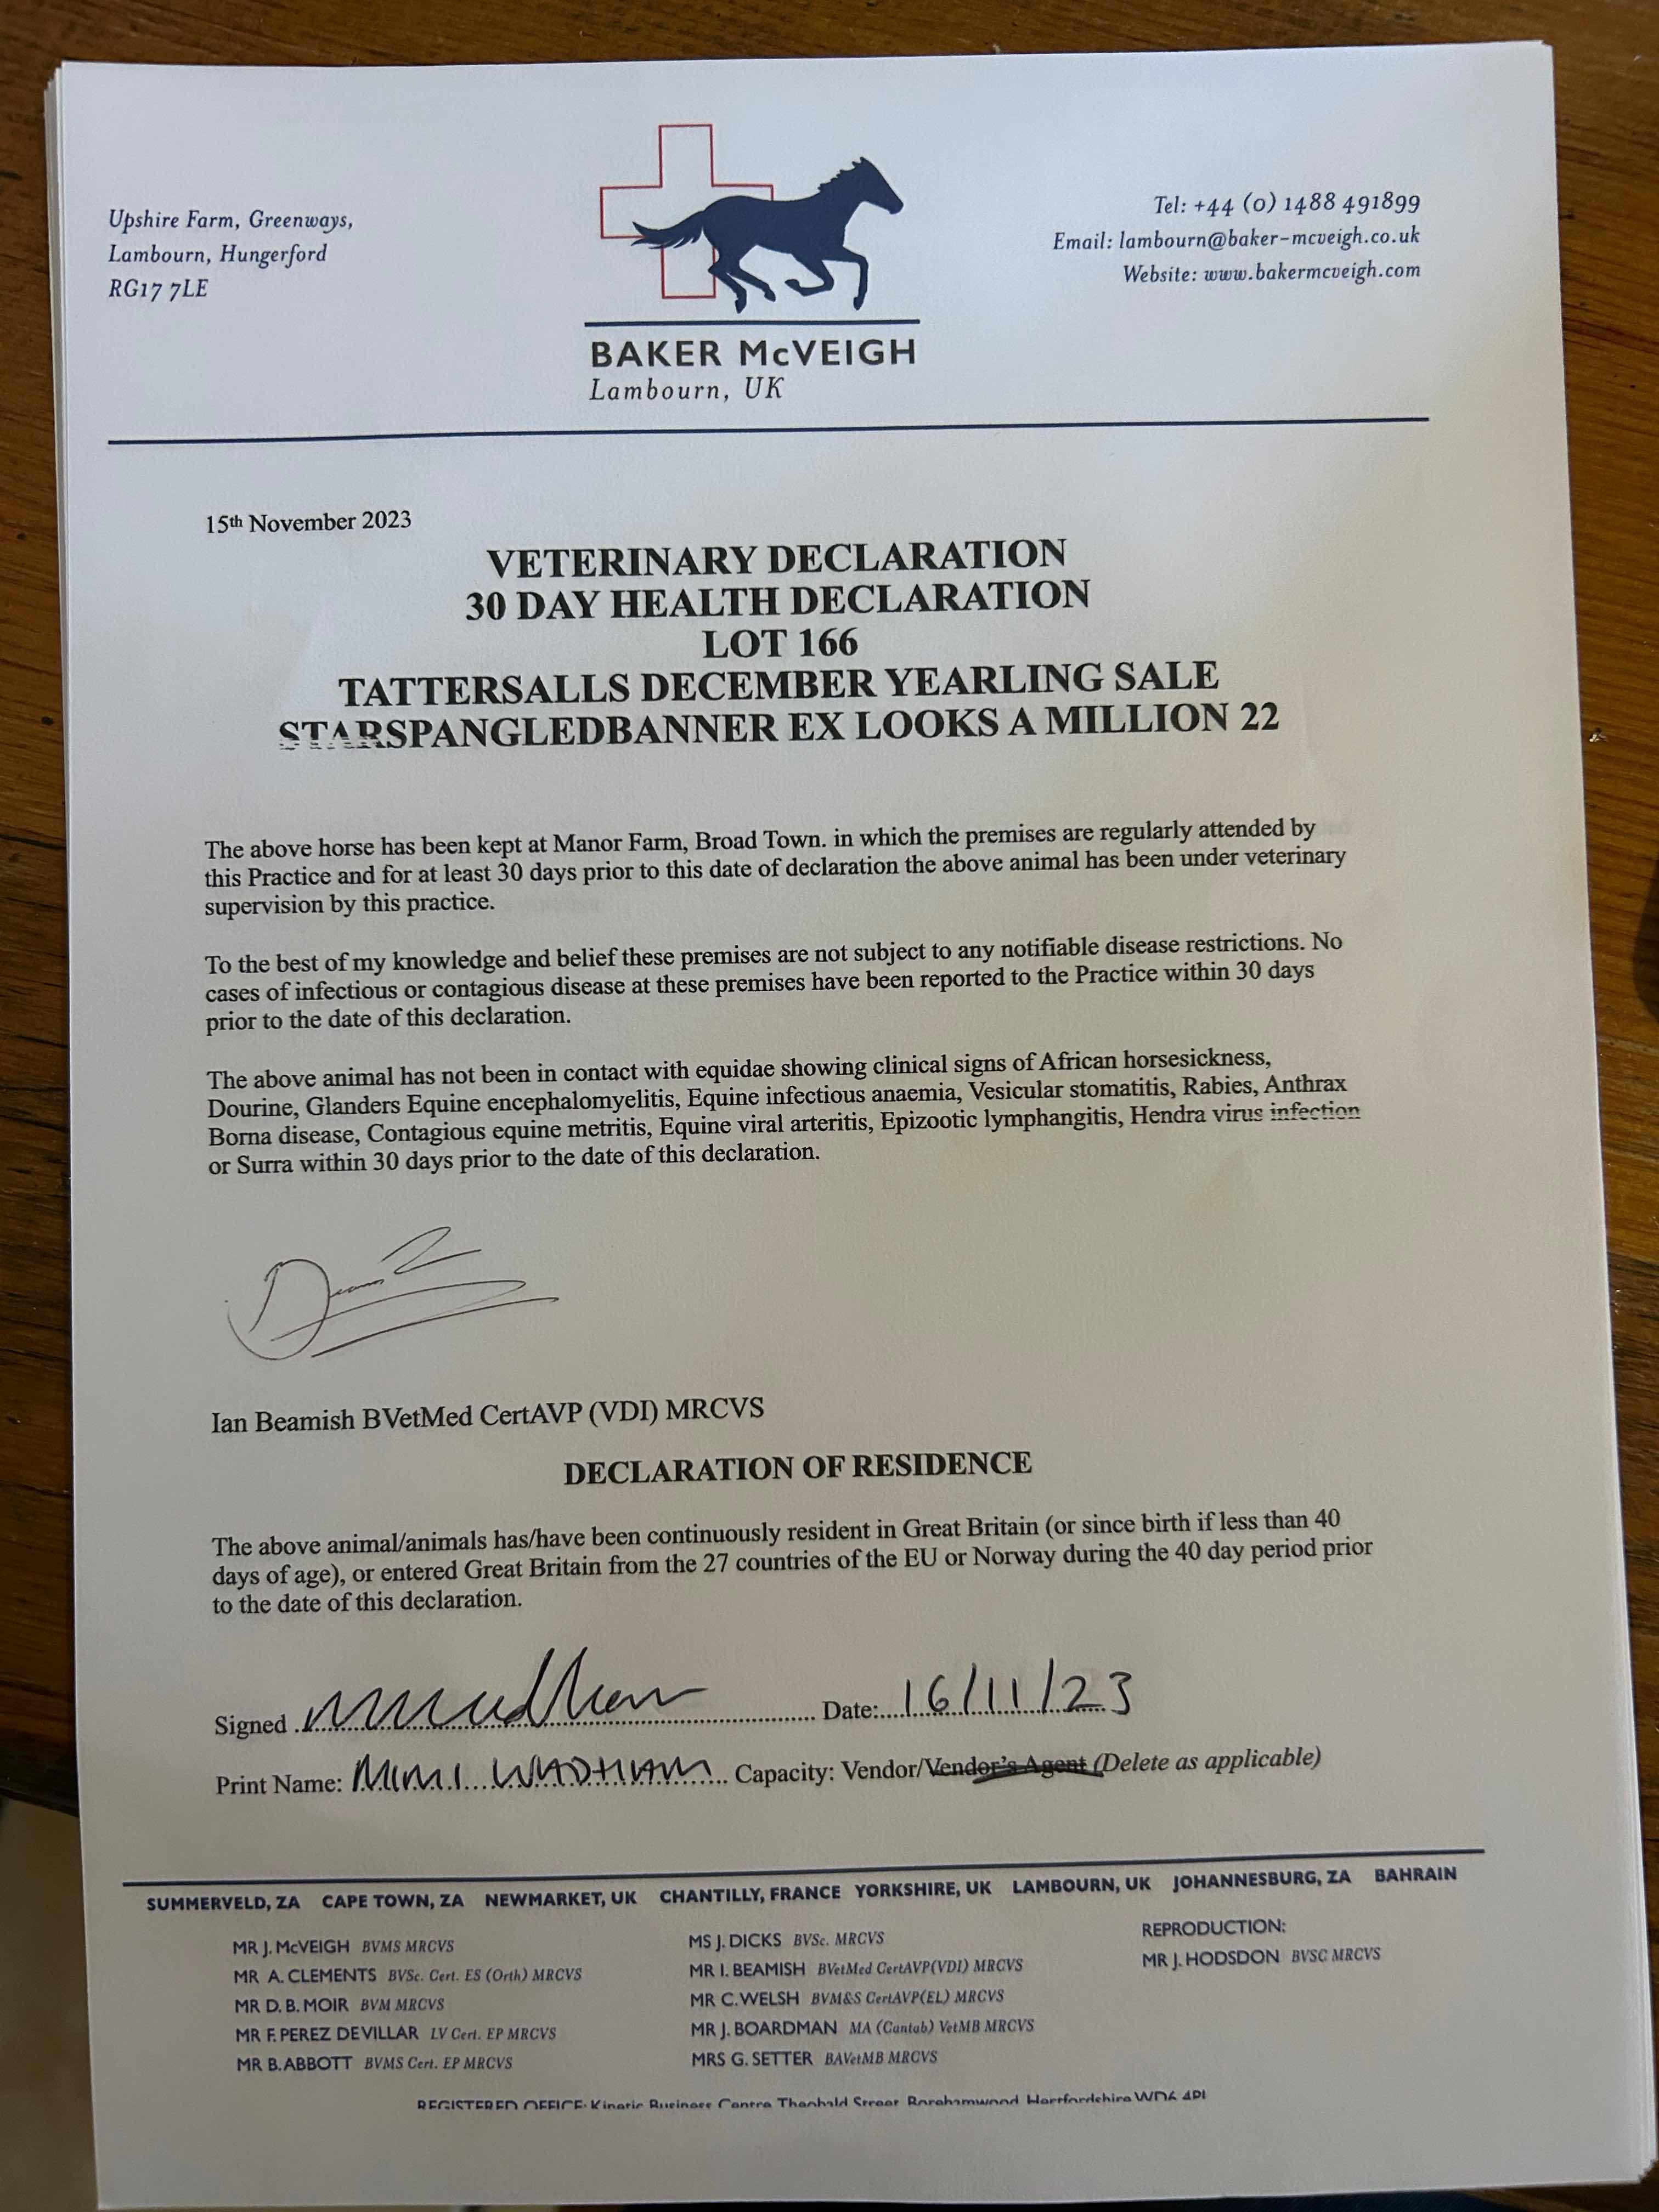 Upshire Farm, Greenways,
Lambourn, Hungerford
RG17 7LE
Tel: +44 (0) 1488 491899
Email: lambourn@baker-mcveigh.co.uk
Website: www.bakermcveigh.com
BAKER McVEIGH
Lambourn, UK
15th November 2023
VETERINARY DECLARATION
30 DAY HEALTH DECLARATION
LOT 166
TATTERSALLS DECEMBER YEARLING SALE
STARSPANGLEDBANNER EX LOOKS A MILLION 22
The above horse has been kept at Manor Farm, Broad Town. in which the premises are regularly attended by
this Practice and for at least 30 days prior to this date of declaration the above animal has been under veterinary
supervision by this practice.
To the best of my knowledge and belief these premises are not subject to any notifiable disease restrictions. No
cases of infectious or contagious disease at these premises have been reported to the Practice within 30 days
prior to the date of this declaration.
The above animal has not been in contact with equidae showing clinical signs of African horsesickness,
Dourine, Glanders Equine encephalomyelitis, Equine infectious anaemia, Vesicular stomatitis, Rabies, Anthrax
Borna disease, Contagious equine metritis, Equine viral arteritis, Epizootic lymphangitis, Hendra virus infection
or Surra within 30 days prior to the date of this declaration.
Ian Beamish BVetMed CertAVP (VDI) MRCVS
DECLARATION OF RESIDENCE
The above animal/animals has/have been continuously resident in Great Britain (or since birth if less than 40
days of age), or entered Great Britain from the 27 countries of the EU or Norway during the 40 day period prior
to the date of this declaration.
Signed Date: 16/11/23
Print Name: MIMI WADHAM Capacity: Vendor/Vendor's Agent (Delete as applicable)
SUMMERVELD, ZA CAPE TOWN, ZA NEWMARKET, UK CHANTILLY, FRANCE YORKSHIRE, UK LAMBOURN, UK JOHANNESBURG, ZA BAHRAIN
MR J. McVEIGH BVMS MRCVS
MR A. CLEMENTS BVSc. Cert. ES (Orth) MRCVS
MR D. B. MOIR BVM MRCVS
MR F. PEREZ DEVILLAR LV Cert. EP MRCVS
MR B. ABBOTT BVMS Cert. EP MRCVS
MS J. DICKS BVSc. MRCVS
MR I. BEAMISH BVetMed CertAVP(VDI) MRCVS
MR C. WELSH BVM&S CertAVP(EL) MRCVS
MR J. BOARDMAN MA (Cantab) VetMB MRCVS
MRS G. SETTER BAVetMB MRCVS
REPRODUCTION:
MR J. HODSDON BVSC MRCVS
REGISTERED OFFICE: Kinetic Business Centre Theobald Street Borehamwood Hertfordshire WD6 4PJ